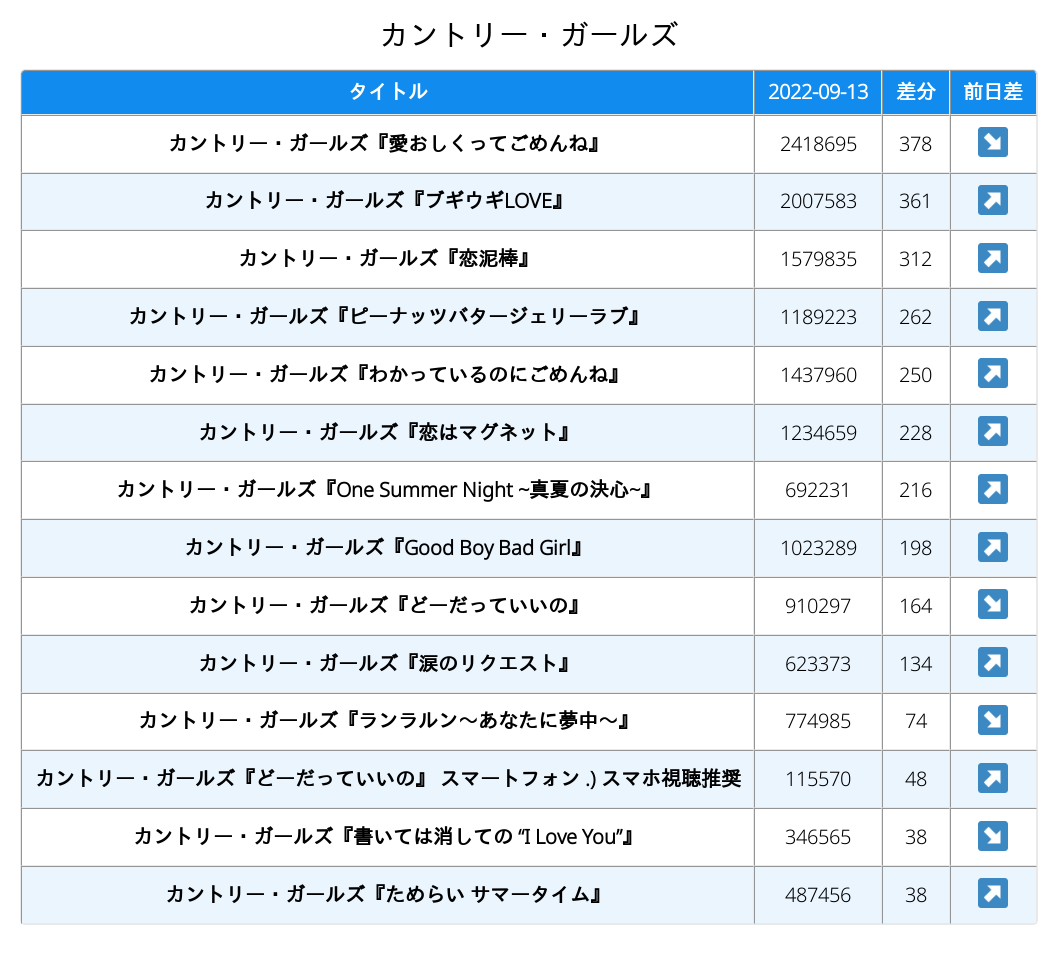 カントリー・ガールズ
タイトル 2022-09-13 差分 前日差
カントリー・ガールズ『愛おしくってごめんね』 2418695 378
カントリー・ガールズ『ブギウギLOVE』 2007583 361
カントリー・ガールズ『恋泥棒』 1579835 312
カントリー・ガールズ『ピーナッツバタージェリーラブ』 1189223 262
カントリー・ガールズ『わかっているのにごめんね』 1437960 250
カントリー・ガールズ『恋はマグネット』 1234659 228
カントリー・ガールズ『One Summer Night ~真夏の決心~』 692231 216
カントリー・ガールズ『Good Boy Bad Girl』 1023289 198
カントリー・ガールズ『どーだっていいの』 910297 164
カントリー・ガールズ『涙のリクエスト』 623373 134
カントリー・ガールズ『ランラルン～あなたに夢中～』 774985 74
カントリー・ガールズ『どーだっていいの』 スマートフォン .) スマホ視聴推奨 115570 48
カントリー・ガールズ『書いては消しての “I Love You”』 346565 38
カントリー・ガールズ『ためらい サマータイム』 487456 38